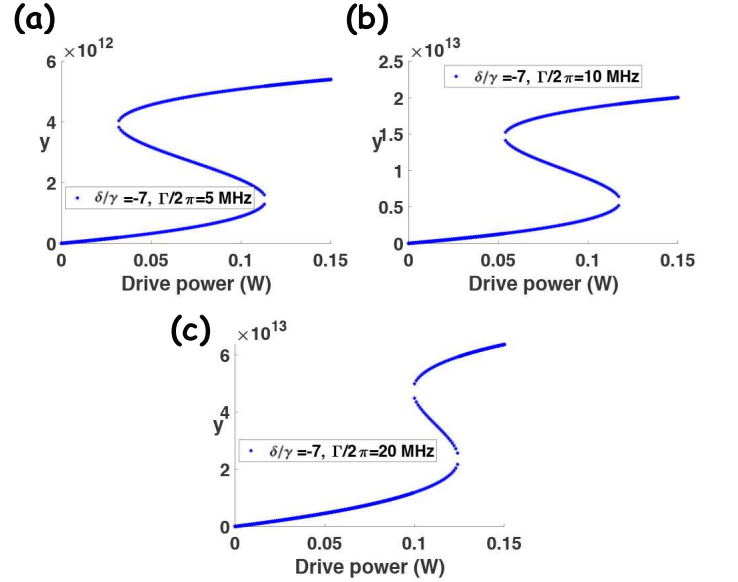 (a)
×10^12
6
4
y
2
δ/γ =-7, Γ/2π=5 MHz
0
0 0.05 0.1 0.15
Drive power (W)
(b)
×10^13
2.5
δ/γ =-7, Γ/2π=10 MHz
2
y
1.5
1
0.5
0
0 0.05 0.1 0.15
Drive power (W)
(c)
×10^13
6
4
y
δ/γ =-7, Γ/2π=20 MHz
2
0
0 0.05 0.1 0.15
Drive power (W)